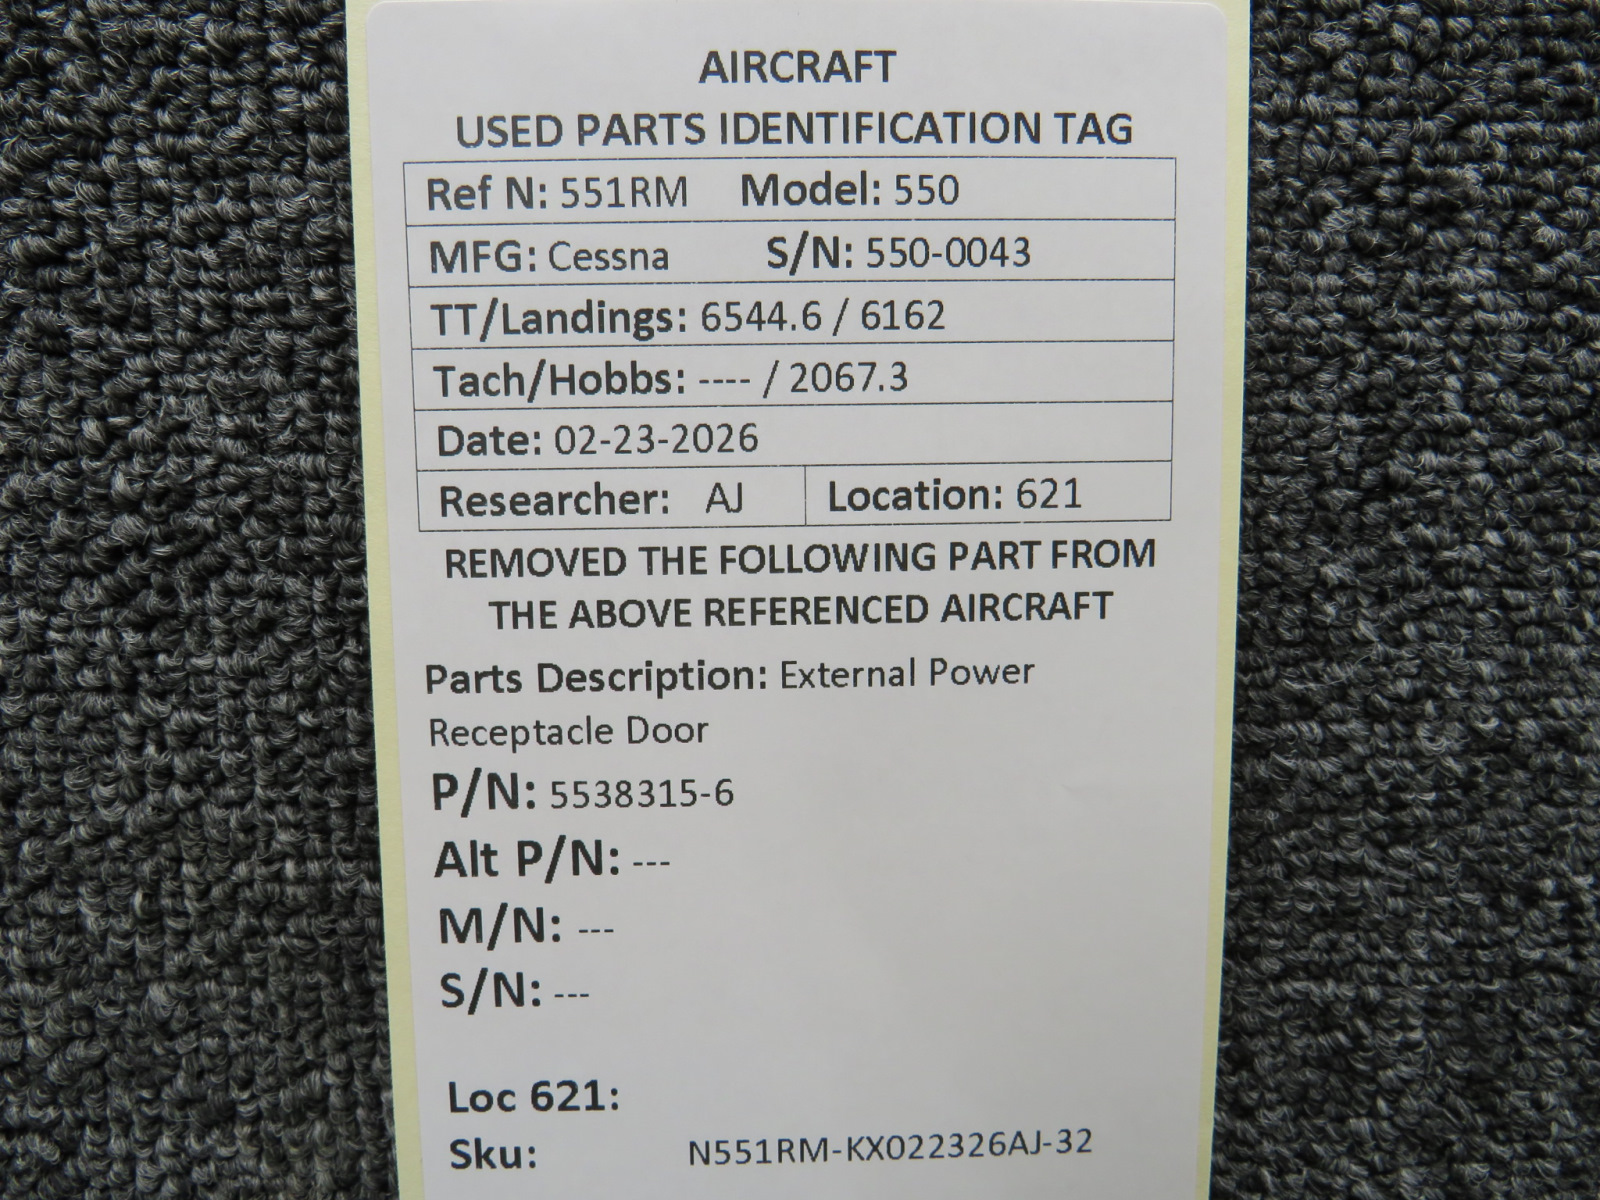 AIRCRAFT
USED PARTS IDENTIFICATION TAG
Ref N: 551RM Model: 550
MFG: Cessna S/N: 550-0043
TT/Landings: 6544.6 / 6162
Tach/Hobbs: ---- / 2067.3
Date: 02-23-2026
Researcher: AJ Location: 621
REMOVED THE FOLLOWING PART FROM
THE ABOVE REFERENCED AIRCRAFT
Parts Description: External Power
Receptacle Door
P/N: 5538315-6
Alt P/N: ---
M/N: ---
S/N: ---
Loc 621:
Sku: N551RM-KX022326AJ-32